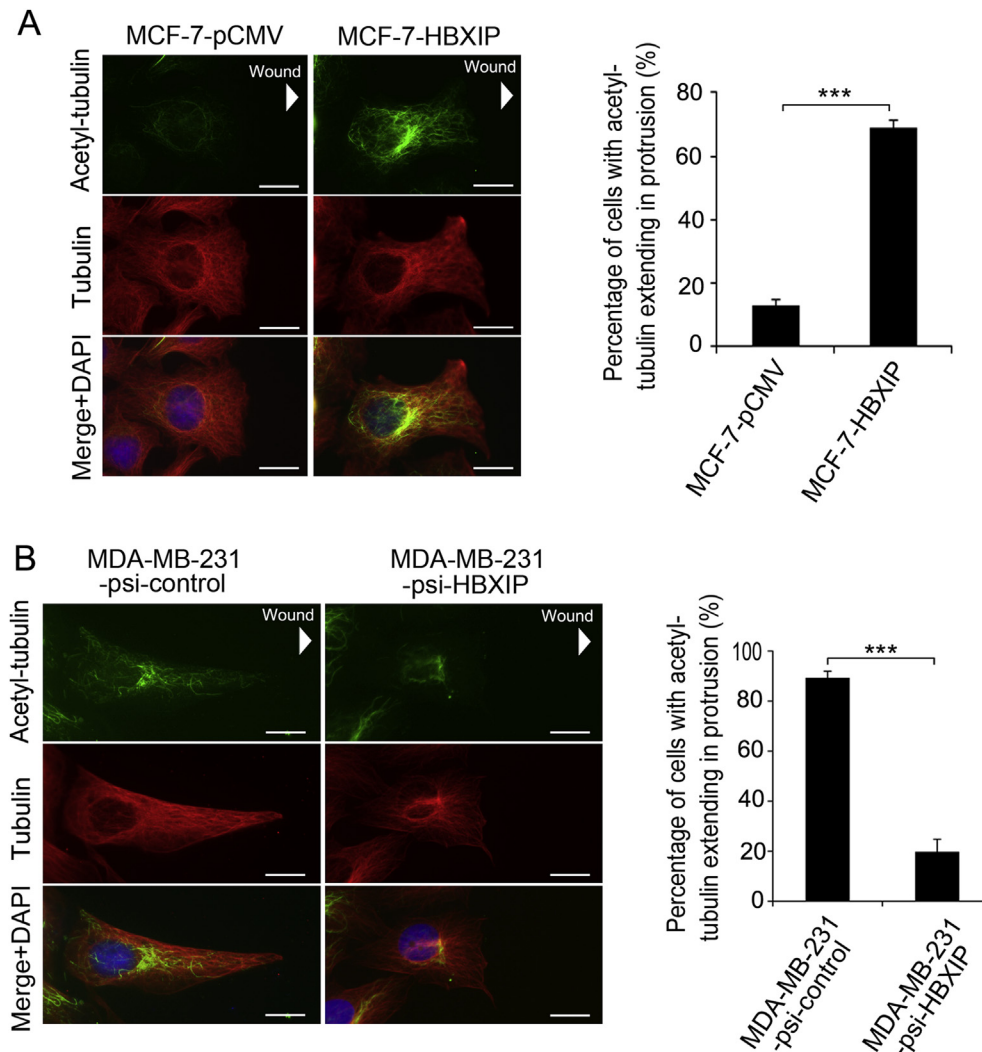 A
MCF-7-pCMV
MCF-7-HBXIP
Acetyl-tubulin
Wound
Wound
Tubulin
Merge+DAPI
Percentage of cells with acetyl-
tubulin extending in protrusion (%)
80
60
40
20
0
***
MCF-7-pCMV
MCF-7-HBXIP
B
MDA-MB-231
-psi-control
MDA-MB-231
-psi-HBXIP
Acetyl-tubulin
Wound
Wound
Tubulin
Merge+DAPI
Percentage of cells with acetyl-
tubulin extending in protrusion (%)
100
80
60
40
20
0
***
MDA-MB-231
-psi-control
MDA-MB-231
-psi-HBXIP